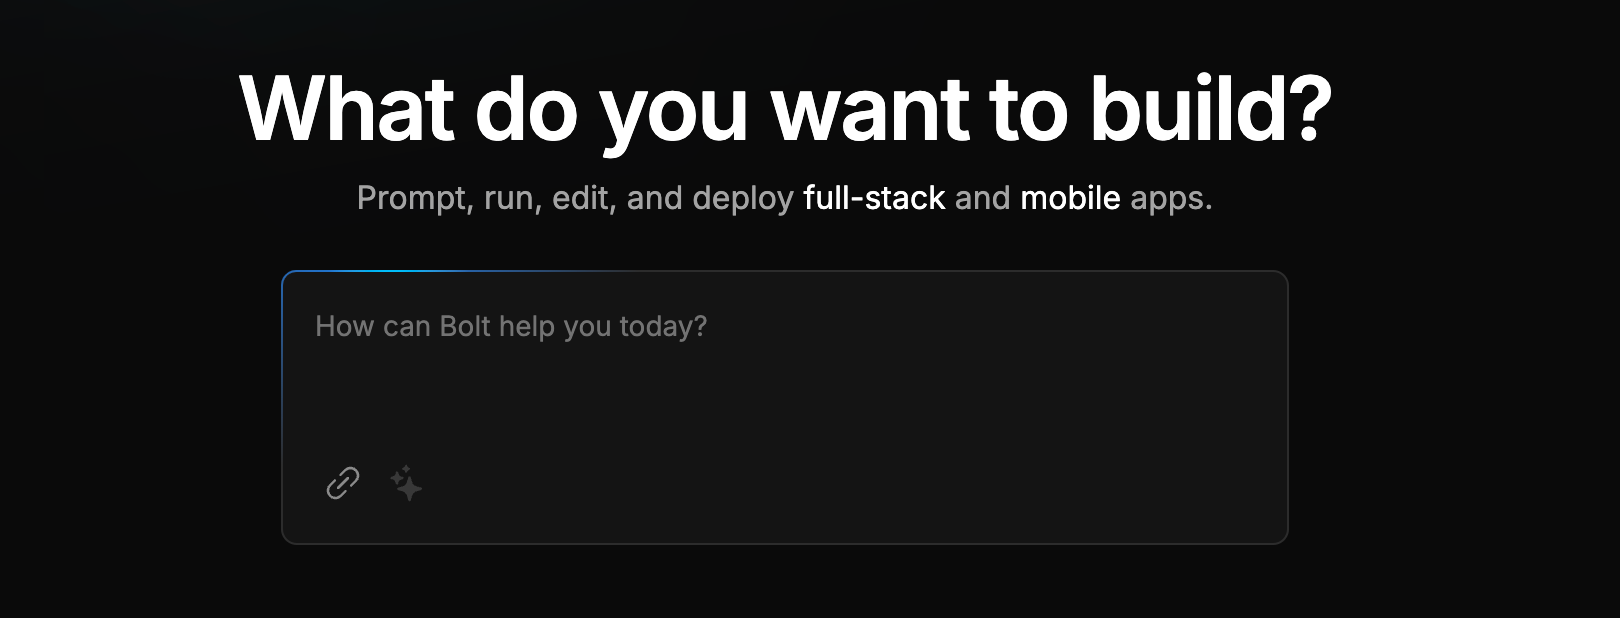 What do you want to build?
Prompt, run, edit, and deploy full-stack and mobile apps.
How can Bolt help you today?